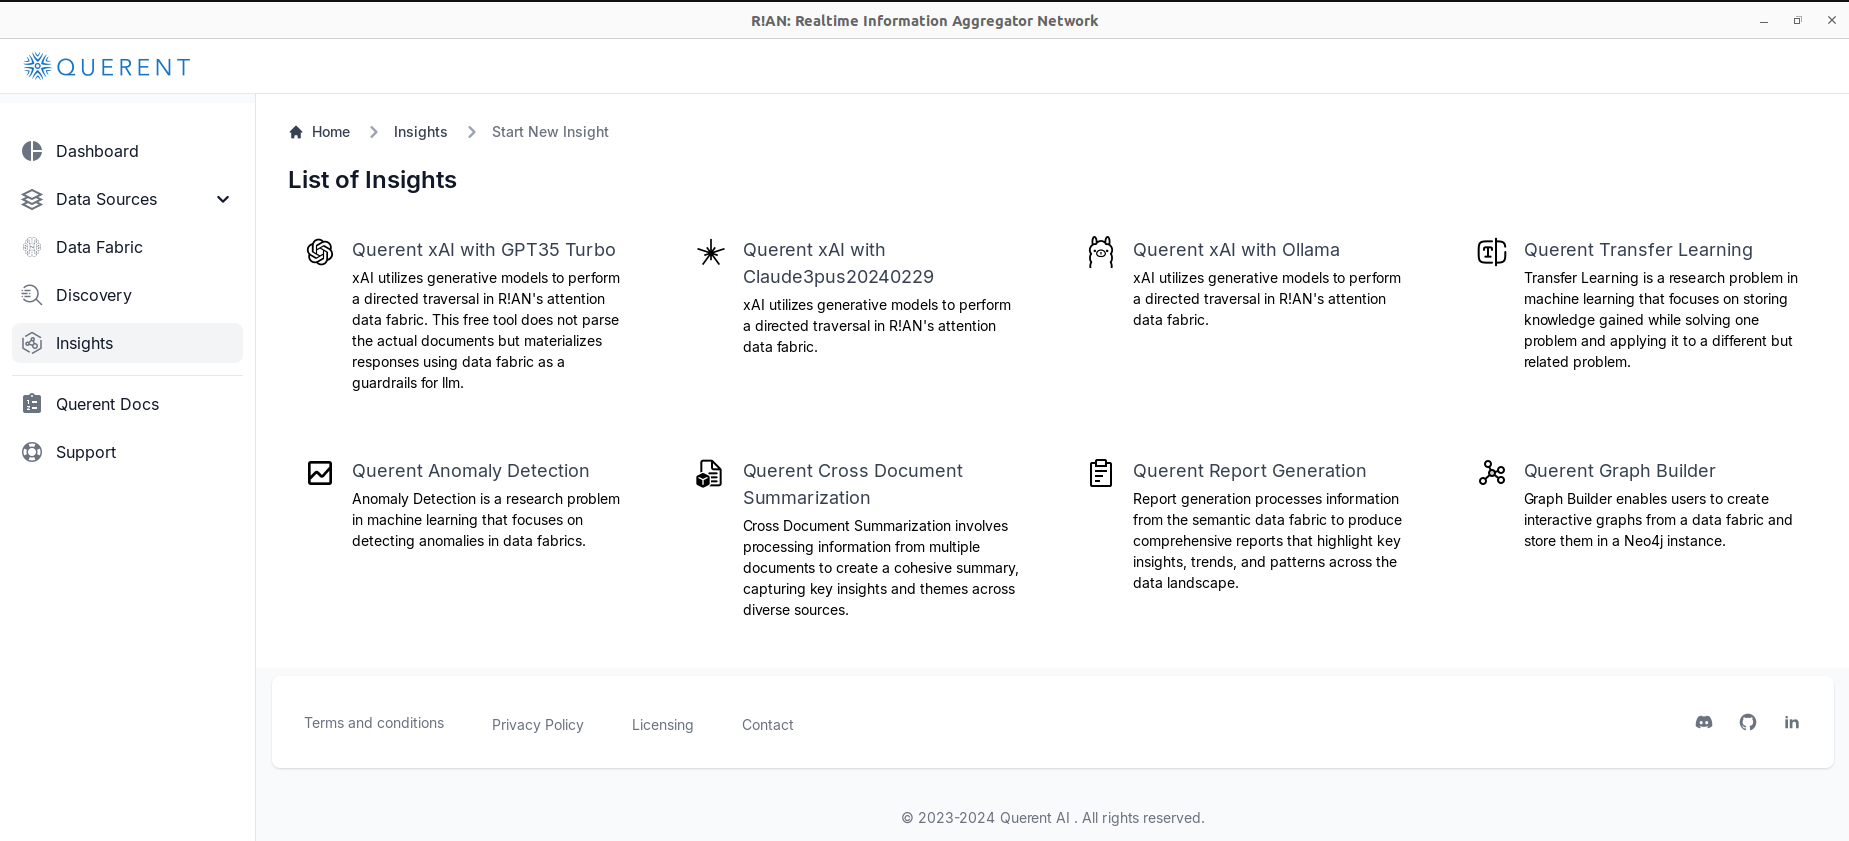 R!AN: Realtime Information Aggregator Network
QUERENT
Dashboard
Data Sources
Data Fabric
Discovery
Insights
Querent Docs
Support
Home
Insights
Start New Insight
List of Insights
Querent xAI with GPT35 Turbo
xAI utilizes generative models to perform
a directed traversal in R!AN's attention
data fabric. This free tool does not parse
the actual documents but materializes
responses using data fabric as a
guardrails for llm.
Querent xAI with
Claude3pus20240229
xAI utilizes generative models to perform
a directed traversal in R!AN's attention
data fabric.
Querent xAI with Ollama
xAI utilizes generative models to perform
a directed traversal in R!AN's attention
data fabric.
Querent Transfer Learning
Transfer Learning is a research problem in
machine learning that focuses on storing
knowledge gained while solving one
problem and applying it to a different but
related problem.
Querent Anomaly Detection
Anomaly Detection is a research problem
in machine learning that focuses on
detecting anomalies in data fabrics.
Querent Cross Document
Summarization
Cross Document Summarization involves
processing information from multiple
documents to create a cohesive summary,
capturing key insights and themes across
diverse sources.
Querent Report Generation
Report generation processes information
from the semantic data fabric to produce
comprehensive reports that highlight key
insights, trends, and patterns across the
data landscape.
Querent Graph Builder
Graph Builder enables users to create
interactive graphs from a data fabric and
store them in a Neo4j instance.
Terms and conditions
Privacy Policy
Licensing
Contact
© 2023-2024 Querent AI . All rights reserved.